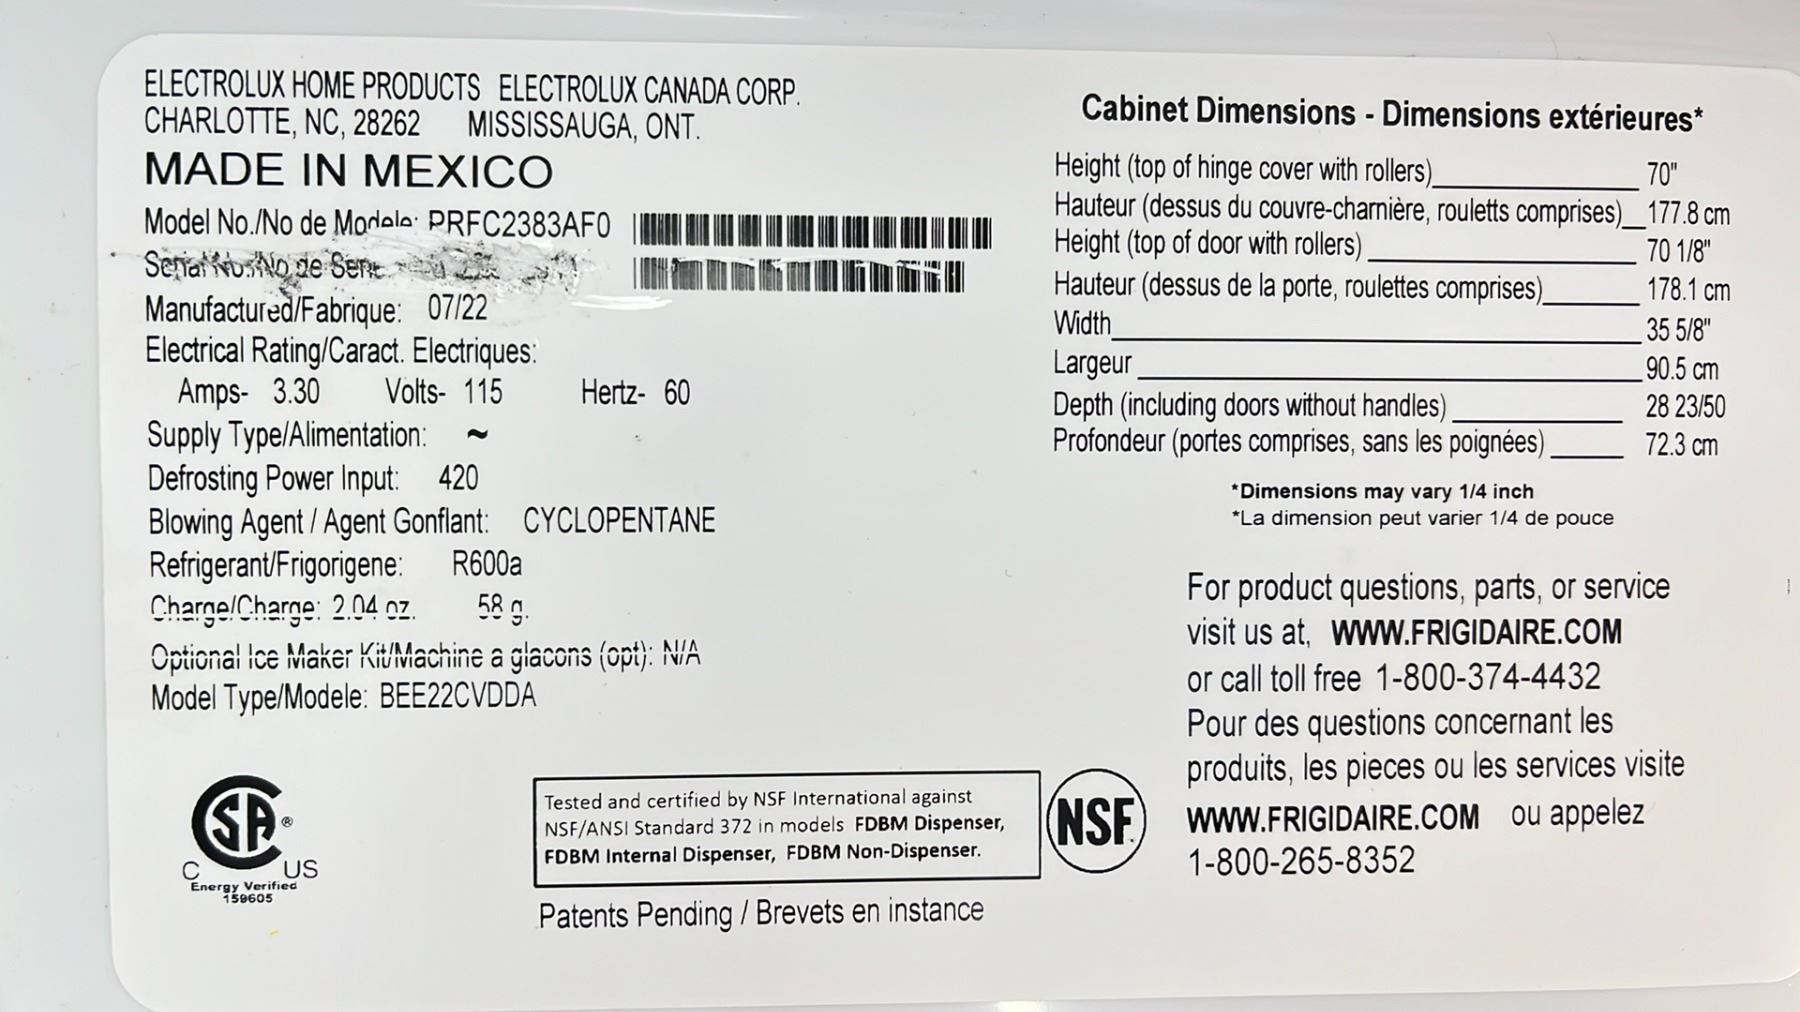 ELECTROLUX HOME PRODUCTS ELECTROLUX CANADA CORP.
CHARLOTTE, NC, 28262 MISSISSAUGA, ONT.
MADE IN MEXICO
Model No./No de Modele: PRFC2383AF0
Serial No./No de Serie
Manufactured/Fabrique: 07/22
Electrical Rating/Caract. Electriques:
Amps- 3.30 Volts- 115 Hertz- 60
Supply Type/Alimentation: ~
Defrosting Power Input: 420
Blowing Agent / Agent Gonflant: CYCLOPENTANE
Refrigerant/Frigorigene: R600a
Charge/Charge: 2.04 oz. 58 g.
Optional Ice Maker Kit/Machine a glacons (opt): N/A
Model Type/Modele: BEE22CVDDA
Cabinet Dimensions - Dimensions extérieures*
Height (top of hinge cover with rollers) 70"
Hauteur (dessus du couvre-charnière, rouletts comprises) 177.8 cm
Height (top of door with rollers) 70 1/8"
Hauteur (dessus de la porte, roulettes comprises) 178.1 cm
Width 35 5/8"
Largeur 90.5 cm
Depth (including doors without handles) 28 23/50
Profondeur (portes comprises, sans les poignées) 72.3 cm
*Dimensions may vary 1/4 inch
*La dimension peut varier 1/4 de pouce
For product questions, parts, or service
visit us at, WWW.FRIGIDAIRE.COM
or call toll free 1-800-374-4432
Pour des questions concernant les
produits, les pieces ou les services visite
WWW.FRIGIDAIRE.COM ou appelez
1-800-265-8352
SA ®
C US
Energy Verified
159605
Tested and certified by NSF International against
NSF/ANSI Standard 372 in models FDBM Dispenser,
FDBM Internal Dispenser, FDBM Non-Dispenser.
NSF
Patents Pending / Brevets en instance